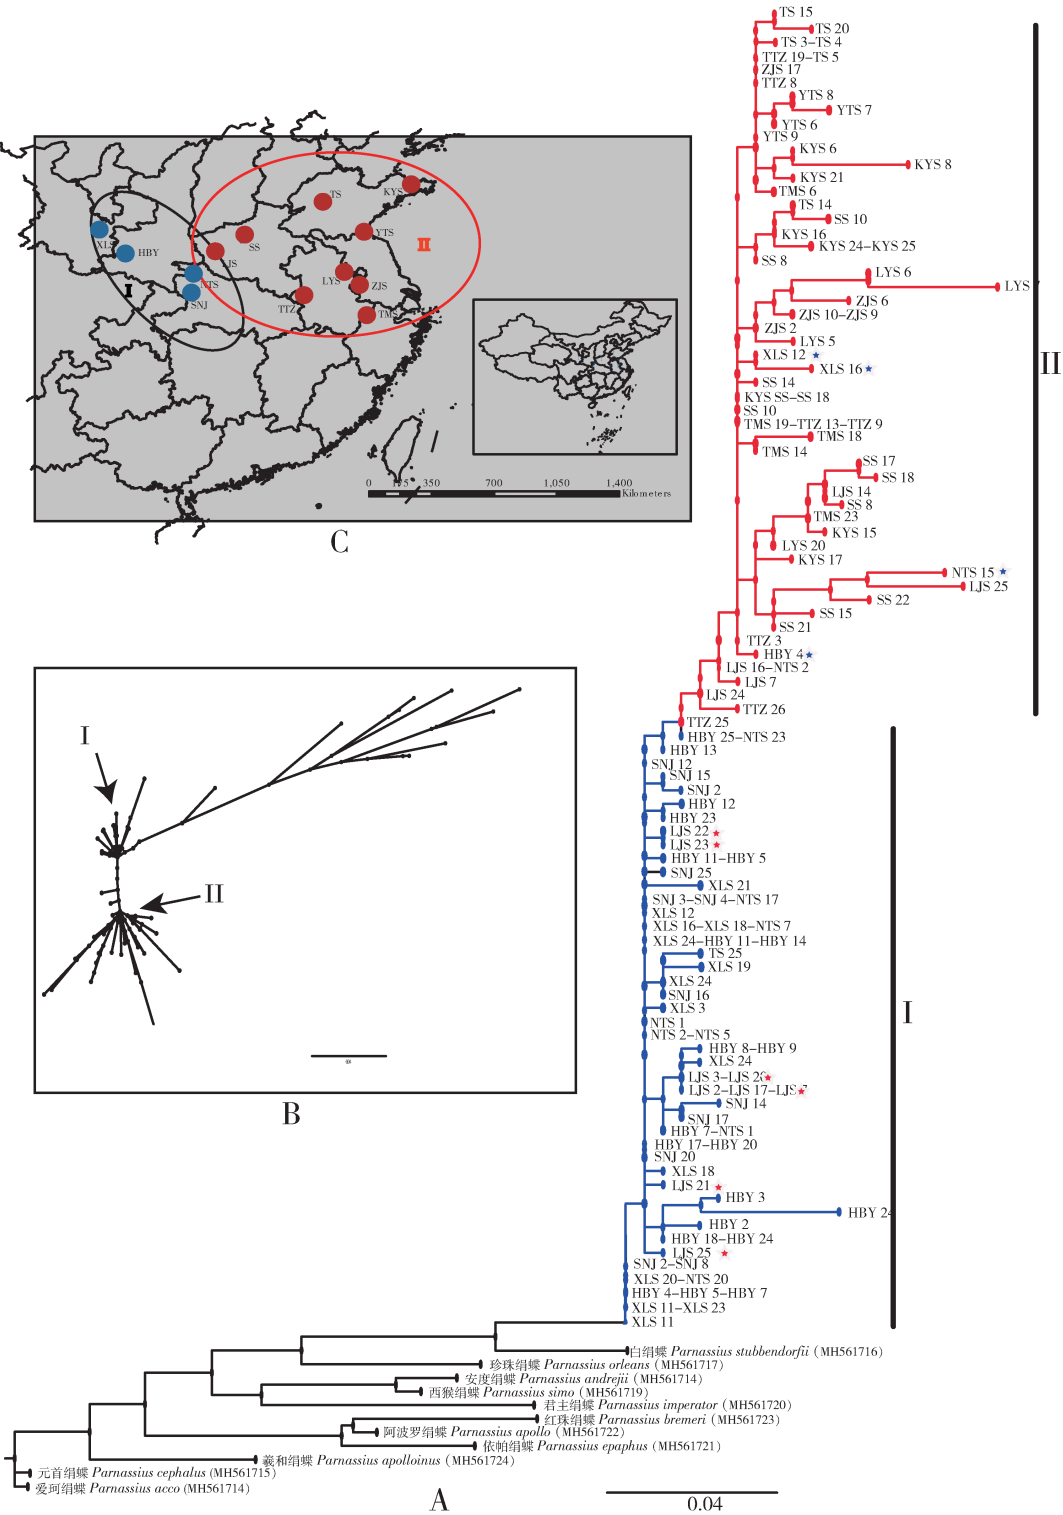 TS 15
TS 20
TS 3-TS 4
TTZ 19-TS 5
ZJS 17
TTZ 8
YTS 8
YTS 7
YTS 6
YTS 9
KYS 6
KYS 8
KYS 21
TMS 6
TS 14
SS 10
KYS 16
KYS 24-KYS 25
SS 8
LYS 6
LYS
ZJS 6
ZJS 10-ZJS 9
ZJS 2
LYS 5
XLS 12
XLS 16
SS 14
KYS SS-SS 18
SS 10
TMS 19-TTZ 13-TTZ 9
TMS 18
TMS 14
SS 17
SS 18
LJS 14
SS 8
TMS 23
KYS 15
LYS 20
KYS 17
NTS 15
LJS 25
SS 22
SS 15
SS 21
TTZ 3
HBY 4
LJS 16-NTS 2
LJS 7
LJS 24
TTZ 26
TTZ 25
II
HBY 25-NTS 23
HBY 13
SNJ 12
SNJ 15
SNJ 2
HBY 12
HBY 23
LJS 22
LJS 23
HBY 11-HBY 5
SNJ 25
XLS 21
SNJ 3-SNJ 4-NTS 17
XLS 12
XLS 16-XLS 18-NTS 7
XLS 24-HBY 11-HBY 14
TS 25
XLS 19
XLS 24
SNJ 16
XLS 3
NTS 1
NTS 2-NTS 5
HBY 8-HBY 9
XLS 24
LJS 3-LJS 28
LJS 2-LJS 17-LJS 7
SNJ 14
SNJ 17
HBY 7-NTS 1
HBY 17-HBY 20
SNJ 20
XLS 18
LJS 21
HBY 3
HBY 24
HBY 2
HBY 18-HBY 24
LJS 25
SNJ 2-SNJ 8
XLS 20-NTS 20
HBY 4-HBY 5-HBY 7
XLS 11-XLS 23
XLS 11
I
白绢蝶 Parnassius stubbendorfii (MH561716)
珍珠绢蝶 Parnassius orleans (MH561717)
安度绢蝶 Parnassius andrejii (MH561714)
西猴绢蝶 Parnassius simo (MH561719)
君主绢蝶 Parnassius imperator (MH561720)
红珠绢蝶 Parnassius bremeri (MH561723)
阿波罗绢蝶 Parnassius apollo (MH561722)
依帕绢蝶 Parnassius epaphus (MH561721)
羲和绢蝶 Parnassius apolloinus (MH561724)
元首绢蝶 Parnassius cephalus (MH561715)
爱珂绢蝶 Parnassius acco (MH561714)
A
0.04
KYS
TS
YTS
XLS
HBY
SS
LJS
II
I
NTS
SNJ
LYS
ZJS
TTZ
TMS
0 175 350 700 1,050 1,400
Kilometers
C
I
II
B